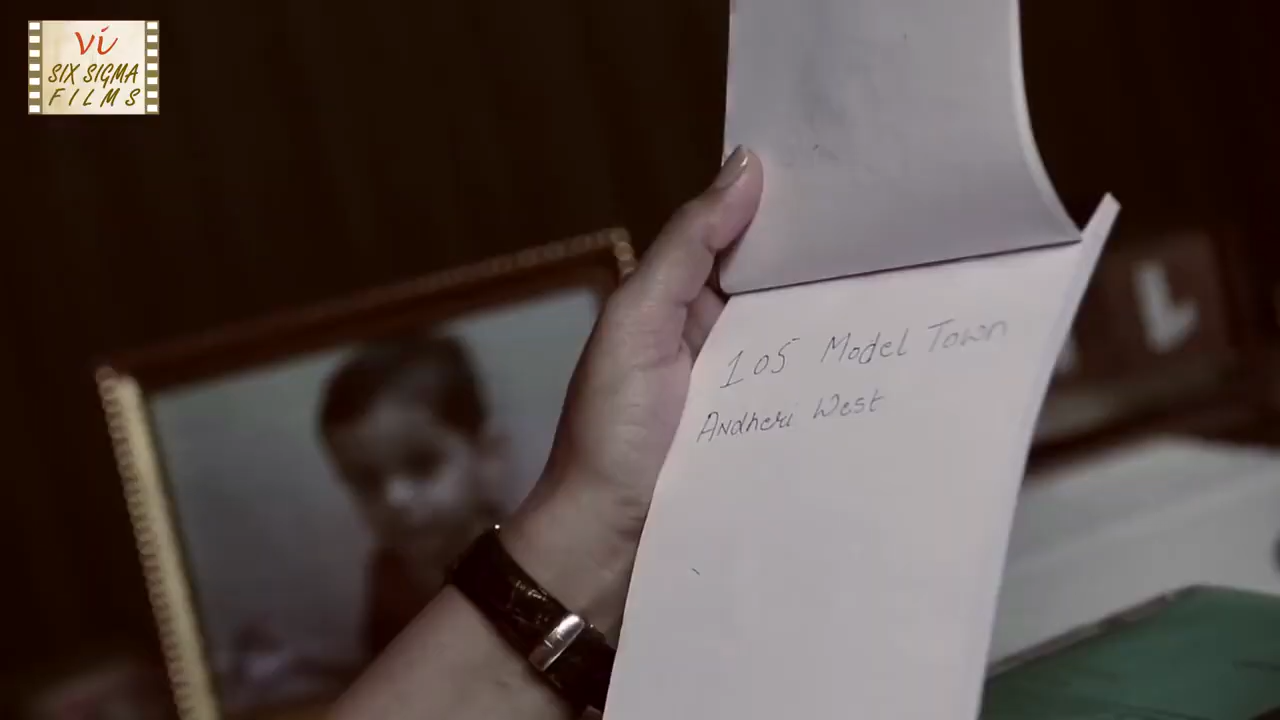 Vi
SIX SIGMA
FILMS
105 Model Town
Andheri West
L